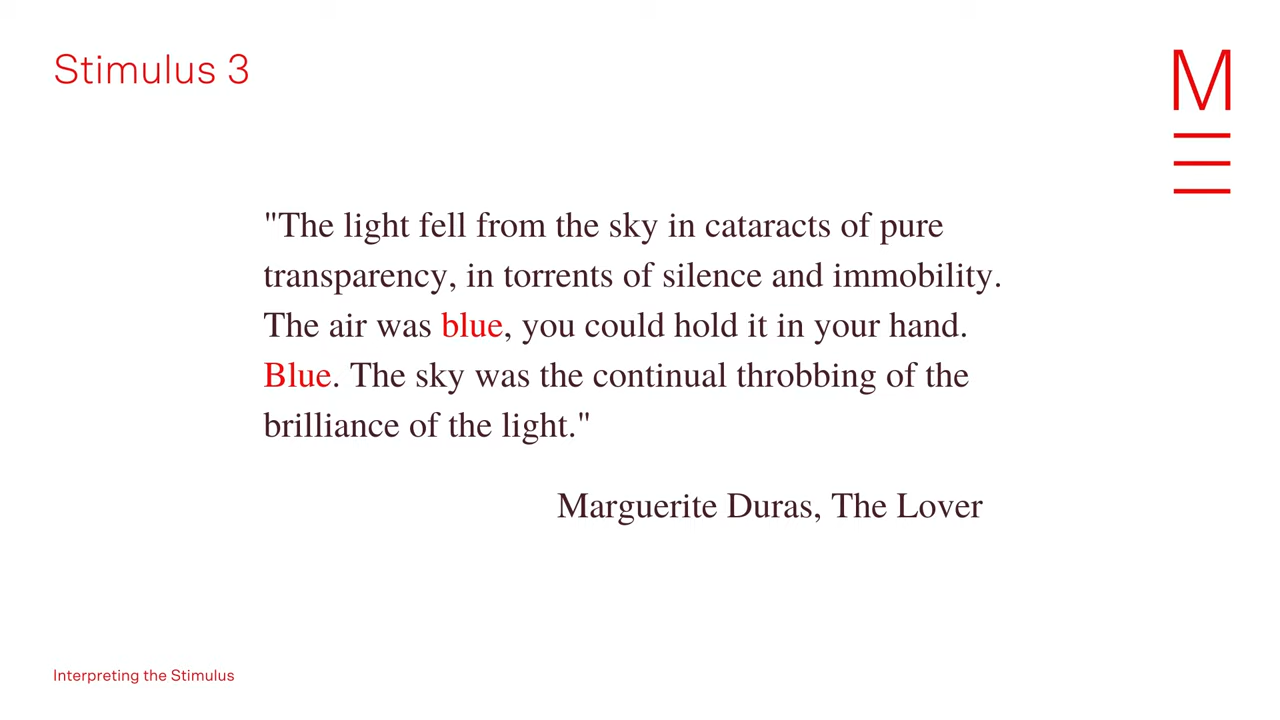 Stimulus 3
M
"The light fell from the sky in cataracts of pure
transparency, in torrents of silence and immobility.
The air was blue, you could hold it in your hand.
Blue. The sky was the continual throbbing of the
brilliance of the light."
Marguerite Duras, The Lover
Interpreting the Stimulus